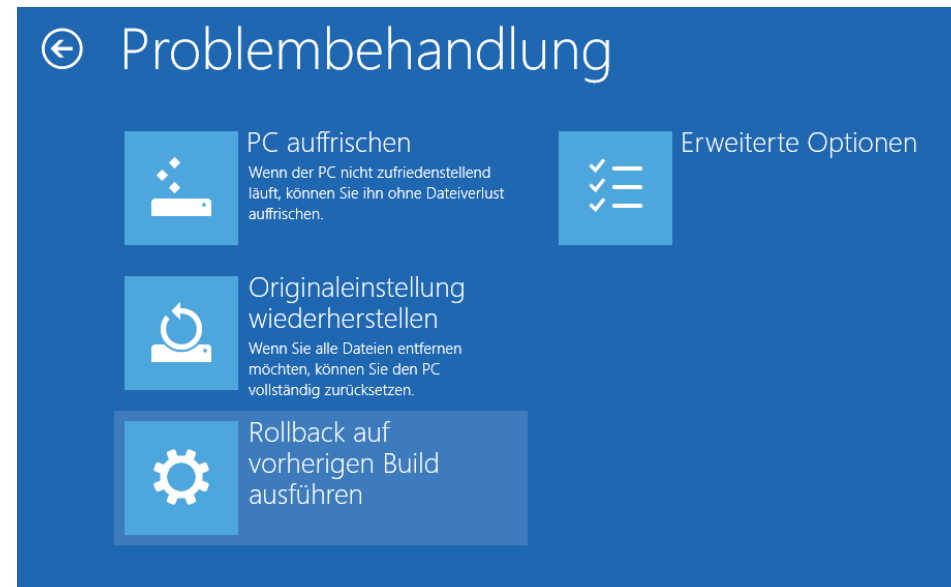 Problembehandlung
PC auffrischen
Wenn der PC nicht zufriedenstellend
läuft, können Sie ihn ohne Dateiverlust
auffrischen.
Originaleinstellung
wiederherstellen
Wenn Sie alle Dateien entfernen
möchten, können Sie den PC
vollständig zurücksetzen.
Rollback auf
vorherigen Build
ausführen
Erweiterte Optionen